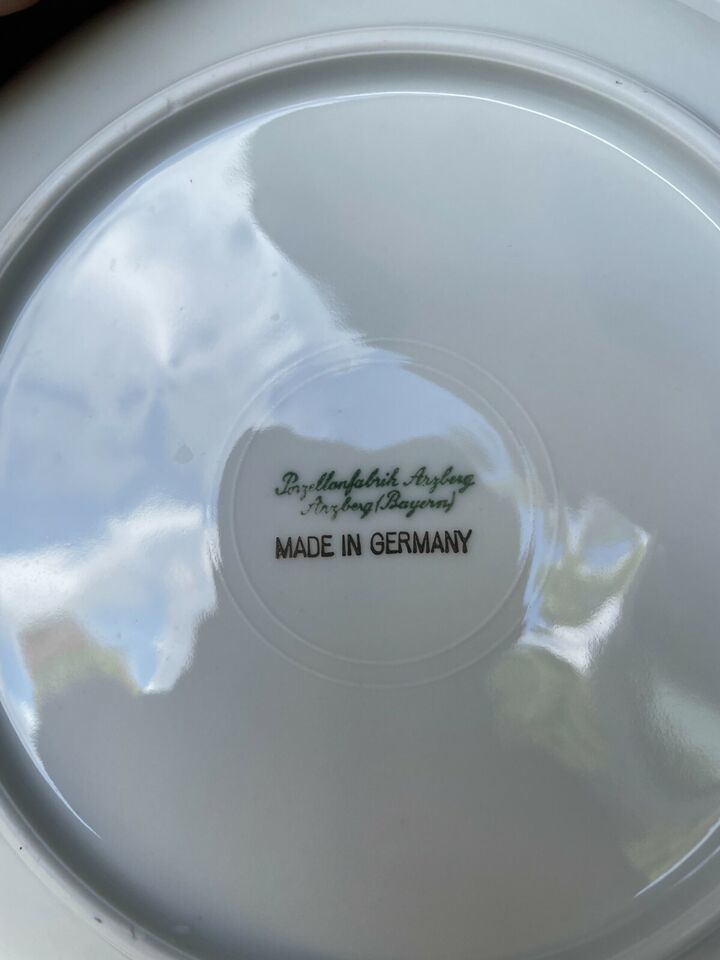 Porzellanfabrik Arzberg
Arzberg (Bayern)
MADE IN GERMANY